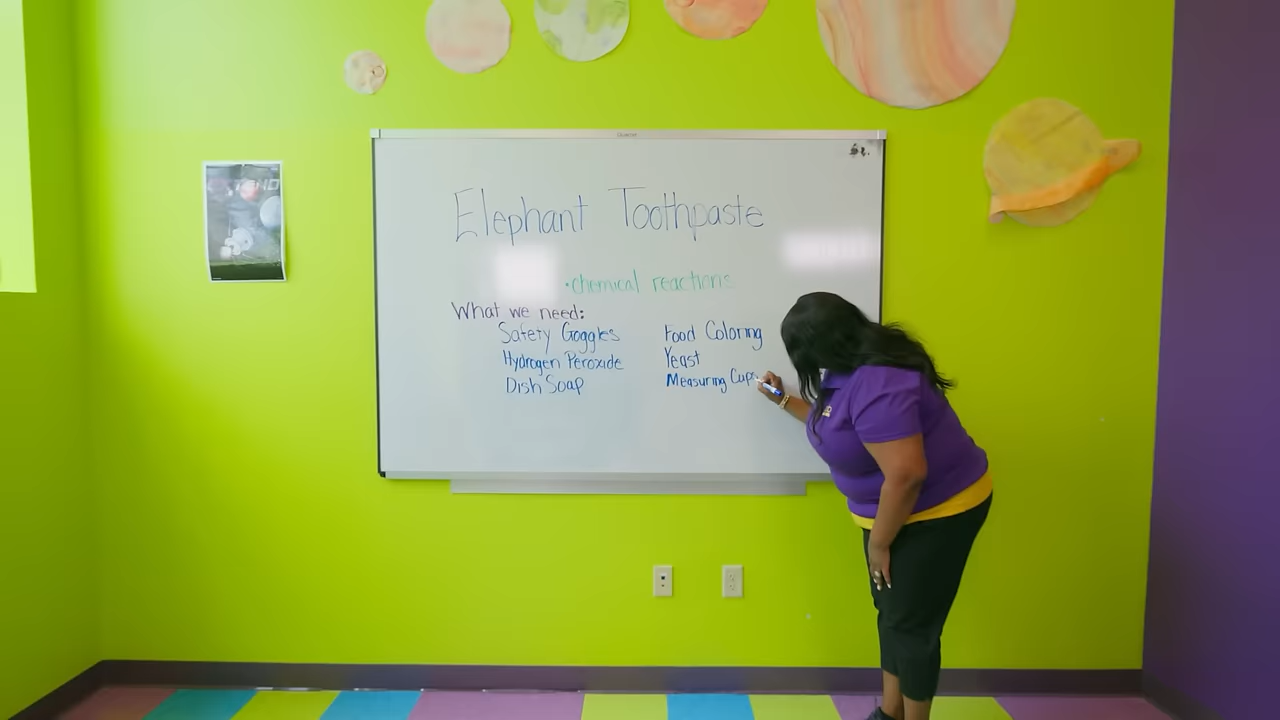 Elephant Toothpaste
•chemical reactions
What we need:
Safety Goggles
Hydrogen Peroxide
Dish Soap
Food Coloring
Yeast
Measuring Cups